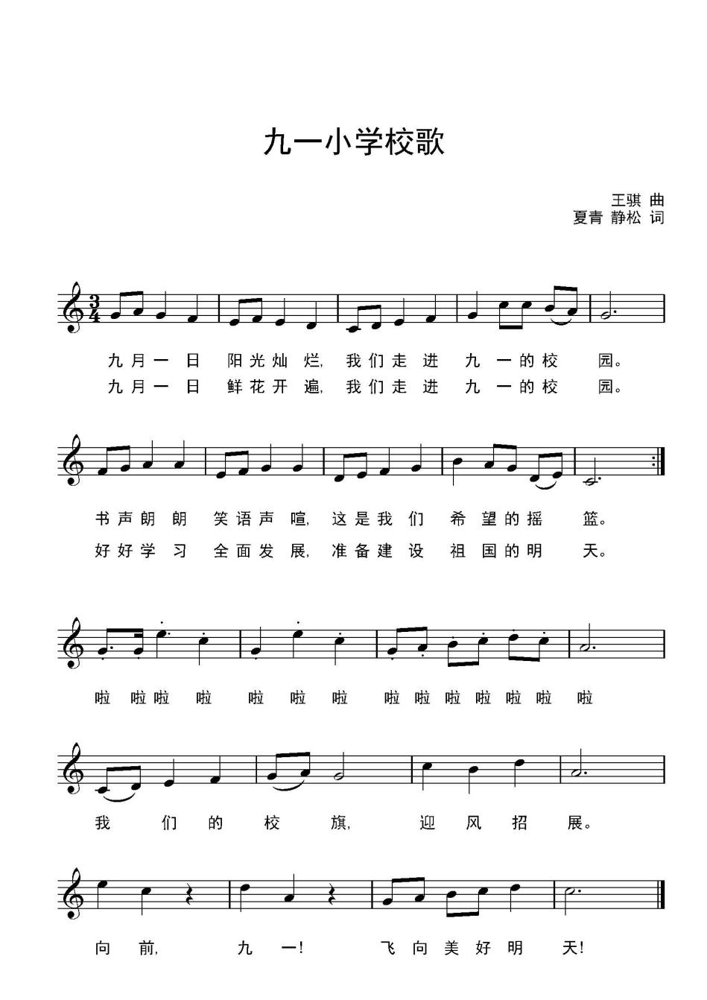 九一小学校歌
王骐 曲
夏青 静松 词
3
4
九月一日 阳光灿烂, 我们走进 九一的校 园。
九月一日 鲜花开遍, 我们走进 九一的校 园。
书声朗朗 笑语声喧, 这是我们 希望的摇 篮。
好好学习 全面发展, 准备建设 祖国的明 天。
啦 啦啦 啦 啦 啦 啦 啦 啦 啦 啦 啦 啦 啦
我 们 的 校 旗, 迎 风 招 展。
向 前, 九 一! 飞 向 美 好 明 天!